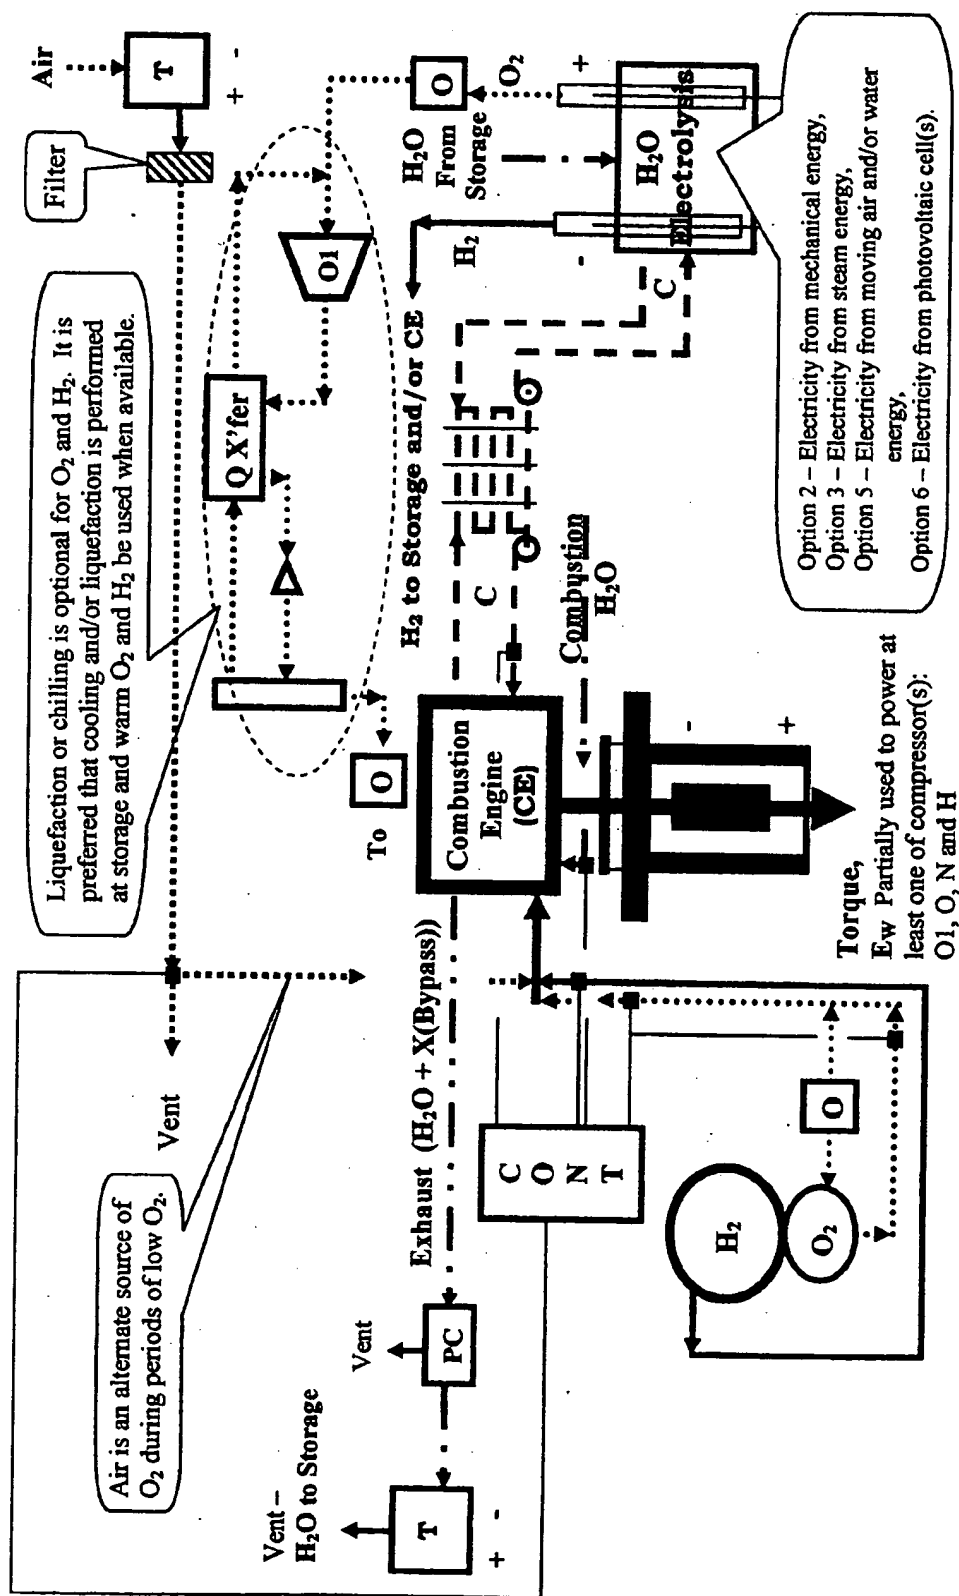 Air
T
+ -
Filter
Liquefaction or chilling is optional for O₂ and H₂. It is
preferred that cooling and/or liquefaction is performed
at storage and warm O₂ and H₂ be used when available.
Q X'fer
O1
O
O₂
H₂O
From
Storage
H₂
+
-
H₂O
Electrolysis
H₂ to Storage and/or CE
C
C
To
O
Combustion
Engine
(CE)
Combustion
H₂O
Option 2 – Electricity from mechanical energy,
Option 3 – Electricity from steam energy,
Option 5 – Electricity from moving air and/or water
energy,
Option 6 – Electricity from photovoltaic cell(s).
-
+
Torque,
Ew Partially used to power at
least one of compressor(s):
O1, O, N and H
Vent
Air is an alternate source of
O₂ during periods of low O₂.
Exhaust (H₂O + X(Bypass))
Vent
PC
Vent –
H₂O to Storage
T
+ -
C
O
N
T
H₂
O₂
O